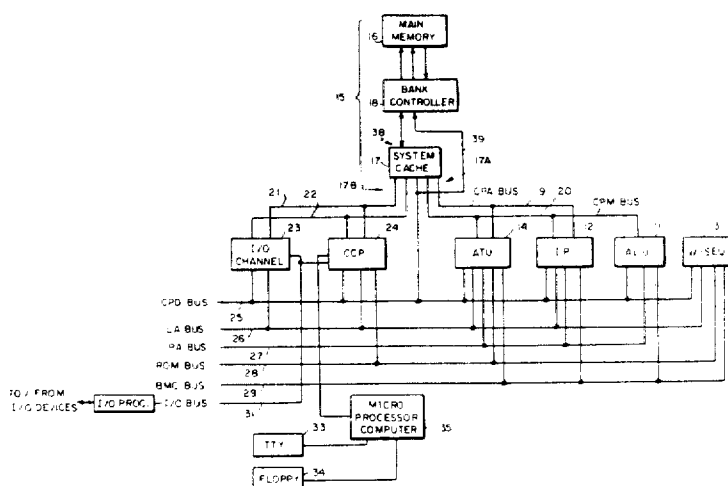 MAIN
MEMORY
16
15
BANK
CONTROLLER
18
38
39
SYSTEM
CACHE
17
17A
17B
21
22
CPA BUS
9
20
CPM BUS
23
24
14
12
I/O
CHANNEL
CCP
ATU
CPD BUS
25
LA BUS
26
PA BUS
27
ROM BUS
28
BMC BUS
29
TO / FROM
I/O DEVICES
I/O PROC.
I/O BUS
31
MICRO
PROCESSOR
COMPUTER
35
33
TTY
34
FLOPPY